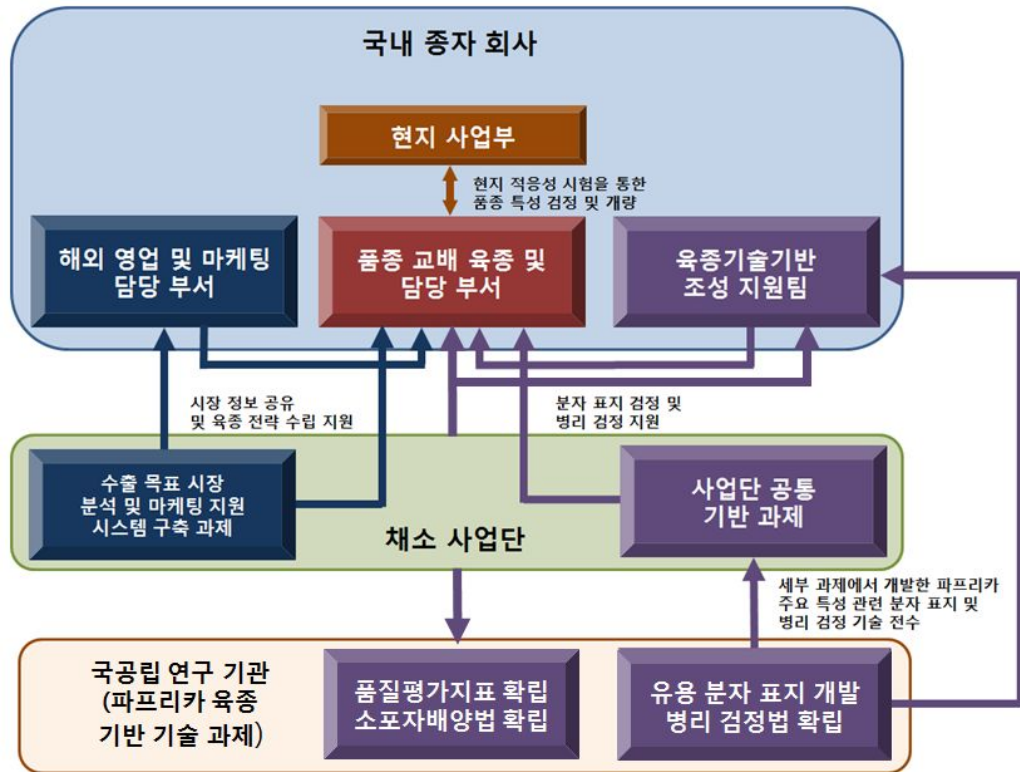 국내 종자 회사
현지 사업부
현지 적응성 시험을 통한
품종 특성 검정 및 개량
해외 영업 및 마케팅
담당 부서
품종 교배 육종 및
담당 부서
육종기술기반
조성 지원팀
시장 정보 공유
및 육종 전략 수립 지원
분자 표지 검정 및
병리 검정 지원
수출 목표 시장
분석 및 마케팅 지원
시스템 구축 과제
사업단 공통
기반 과제
채소 사업단
세부 과제에서 개발한 파프리카
주요 특성 관련 분자 표지 및
병리 검정 기술 전수
국공립 연구 기관
(파프리카 육종
기반 기술 과제)
품질평가지표 확립
소포자배양법 확립
유용 분자 표지 개발
병리 검정법 확립